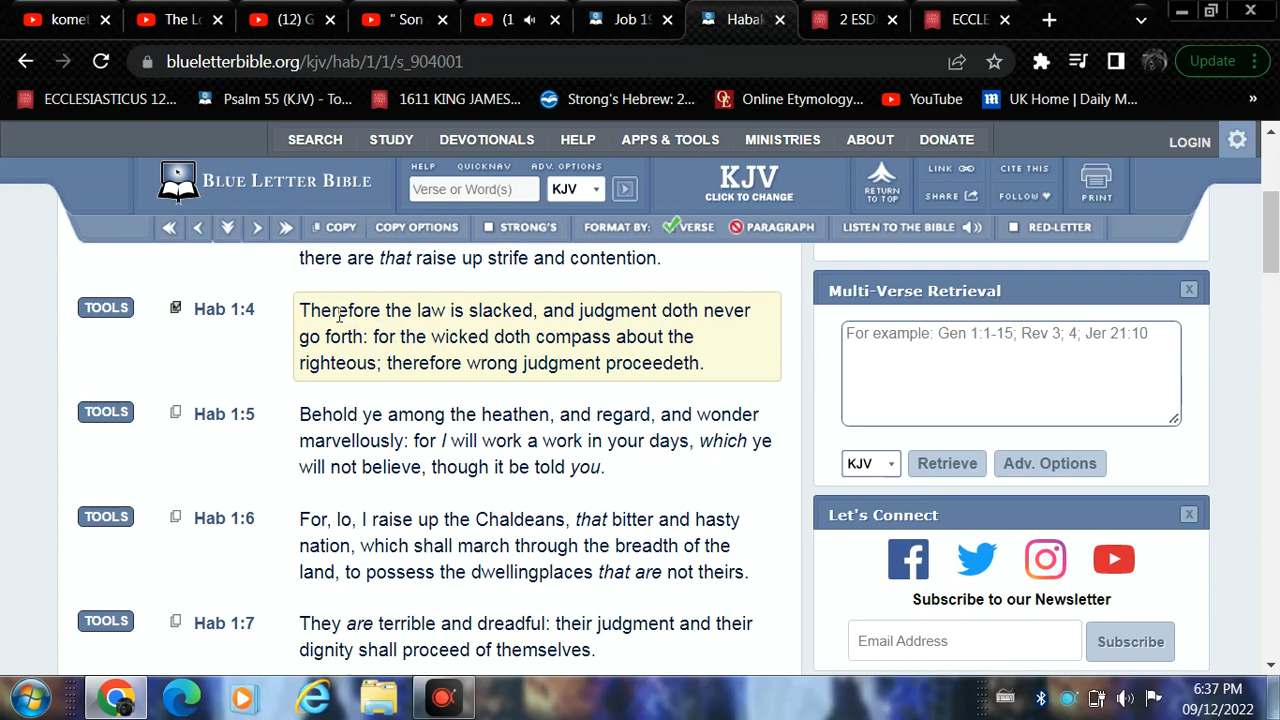 komet
The Lo
(12) G
" Son
(1
Job 19
Habak
2 ESD
ECCLE
blueletterbible.org/kjv/hab/1/1/s_904001
Update
ECCLESIASTICUS 12...
Psalm 55 (KJV) - To...
1611 KING JAMES...
Strong's Hebrew: 2...
Online Etymology...
YouTube
UK Home | Daily M...
»
SEARCH STUDY DEVOTIONALS HELP APPS & TOOLS MINISTRIES ABOUT DONATE
LOGIN
BLUE LETTER BIBLE
HELP QUICKNAV ADV. OPTIONS
Verse or Word(s)
KJV
KJV
CLICK TO CHANGE
RETURN
TO TOP
LINK
CITE THIS
SHARE
FOLLOW
PRINT
COPY COPY OPTIONS STRONG'S FORMAT BY: VERSE PARAGRAPH LISTEN TO THE BIBLE RED-LETTER
there are that raise up strife and contention.
TOOLS Hab 1:4 Therefore the law is slacked, and judgment doth never
go forth: for the wicked doth compass about the
righteous; therefore wrong judgment proceedeth.
TOOLS Hab 1:5 Behold ye among the heathen, and regard, and wonder
marvellously: for I will work a work in your days, which ye
will not believe, though it be told you.
TOOLS Hab 1:6 For, lo, I raise up the Chaldeans, that bitter and hasty
nation, which shall march through the breadth of the
land, to possess the dwellingplaces that are not theirs.
TOOLS Hab 1:7 They are terrible and dreadful: their judgment and their
dignity shall proceed of themselves.
Multi-Verse Retrieval
X
For example: Gen 1:1-15; Rev 3; 4; Jer 21:10
KJV Retrieve Adv. Options
Let's Connect
X
Subscribe to our Newsletter
Email Address Subscribe
6:37 PM
09/12/2022